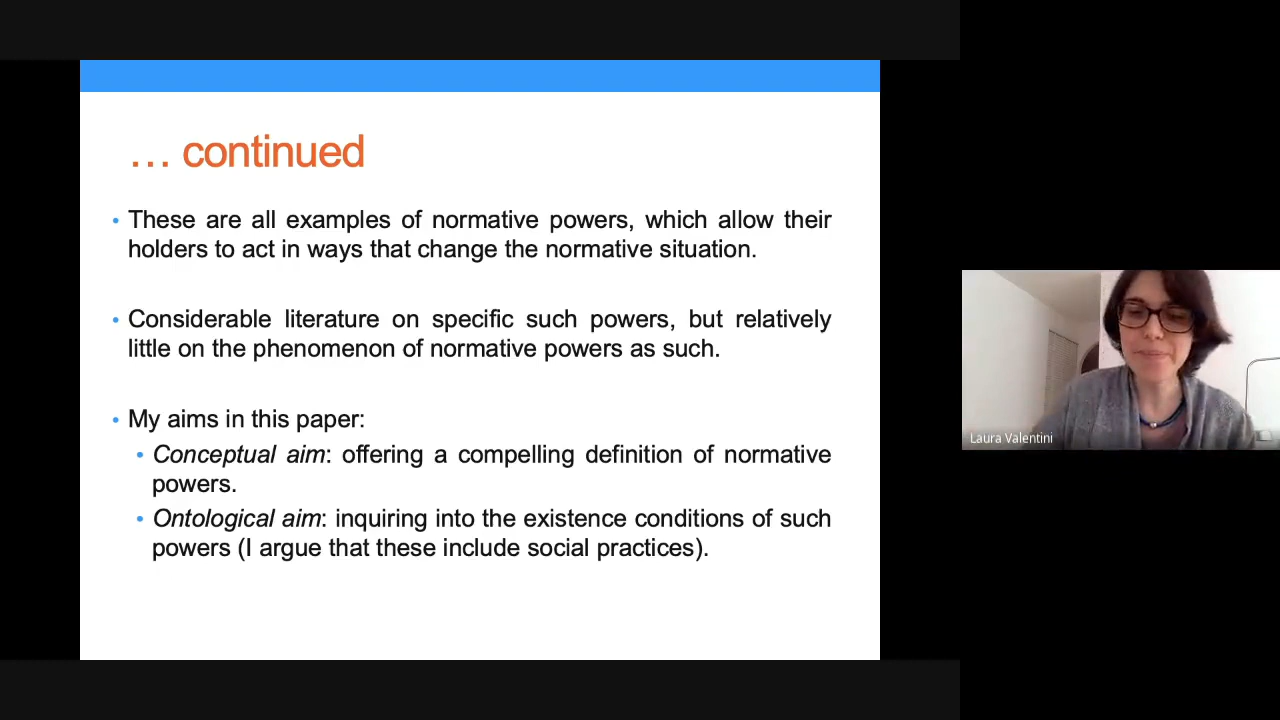 … continued
• These are all examples of normative powers, which allow their
holders to act in ways that change the normative situation.
• Considerable literature on specific such powers, but relatively
little on the phenomenon of normative powers as such.
• My aims in this paper:
• Conceptual aim: offering a compelling definition of normative
powers.
• Ontological aim: inquiring into the existence conditions of such
powers (I argue that these include social practices).
Laura Valentini